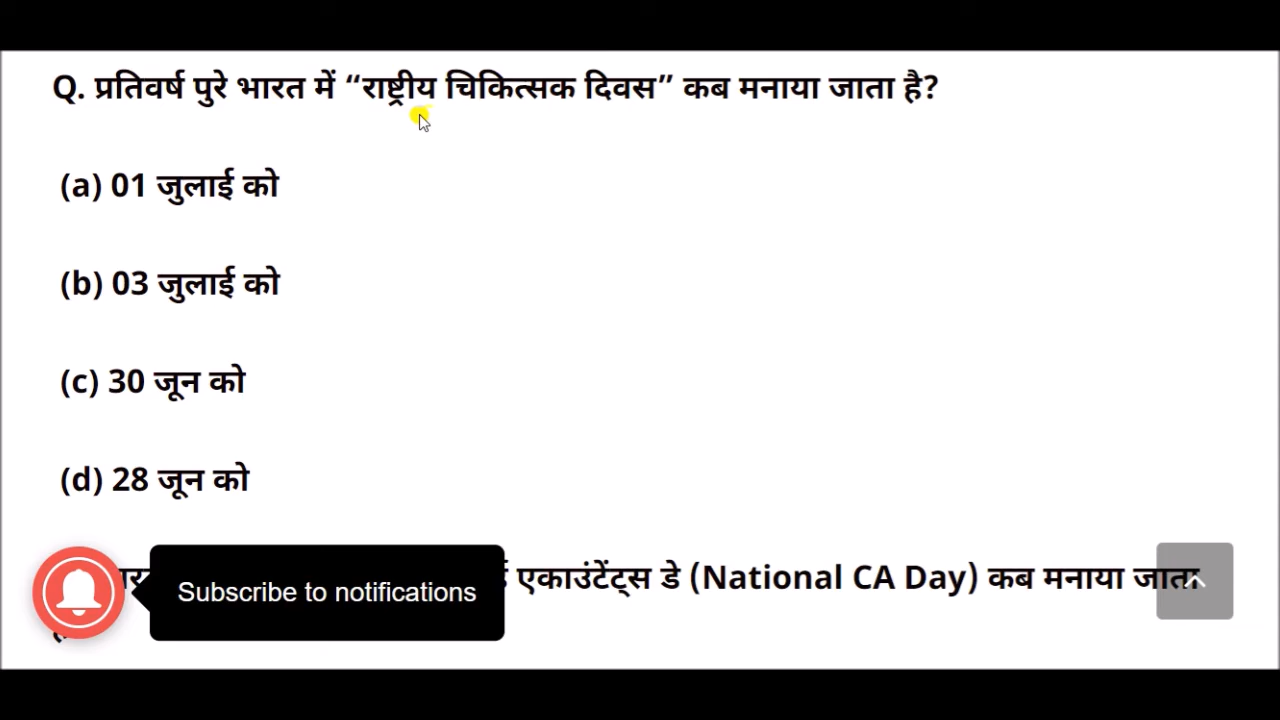 Q. प्रतिवर्ष पुरे भारत में “राष्ट्रीय चिकित्सक दिवस” कब मनाया जाता है?
(a) 01 जुलाई को
(b) 03 जुलाई को
(c) 30 जून को
(d) 28 जून को
एकाउंटेंट्स डे (National CA Day) कब मनाया जाता
Subscribe to notifications